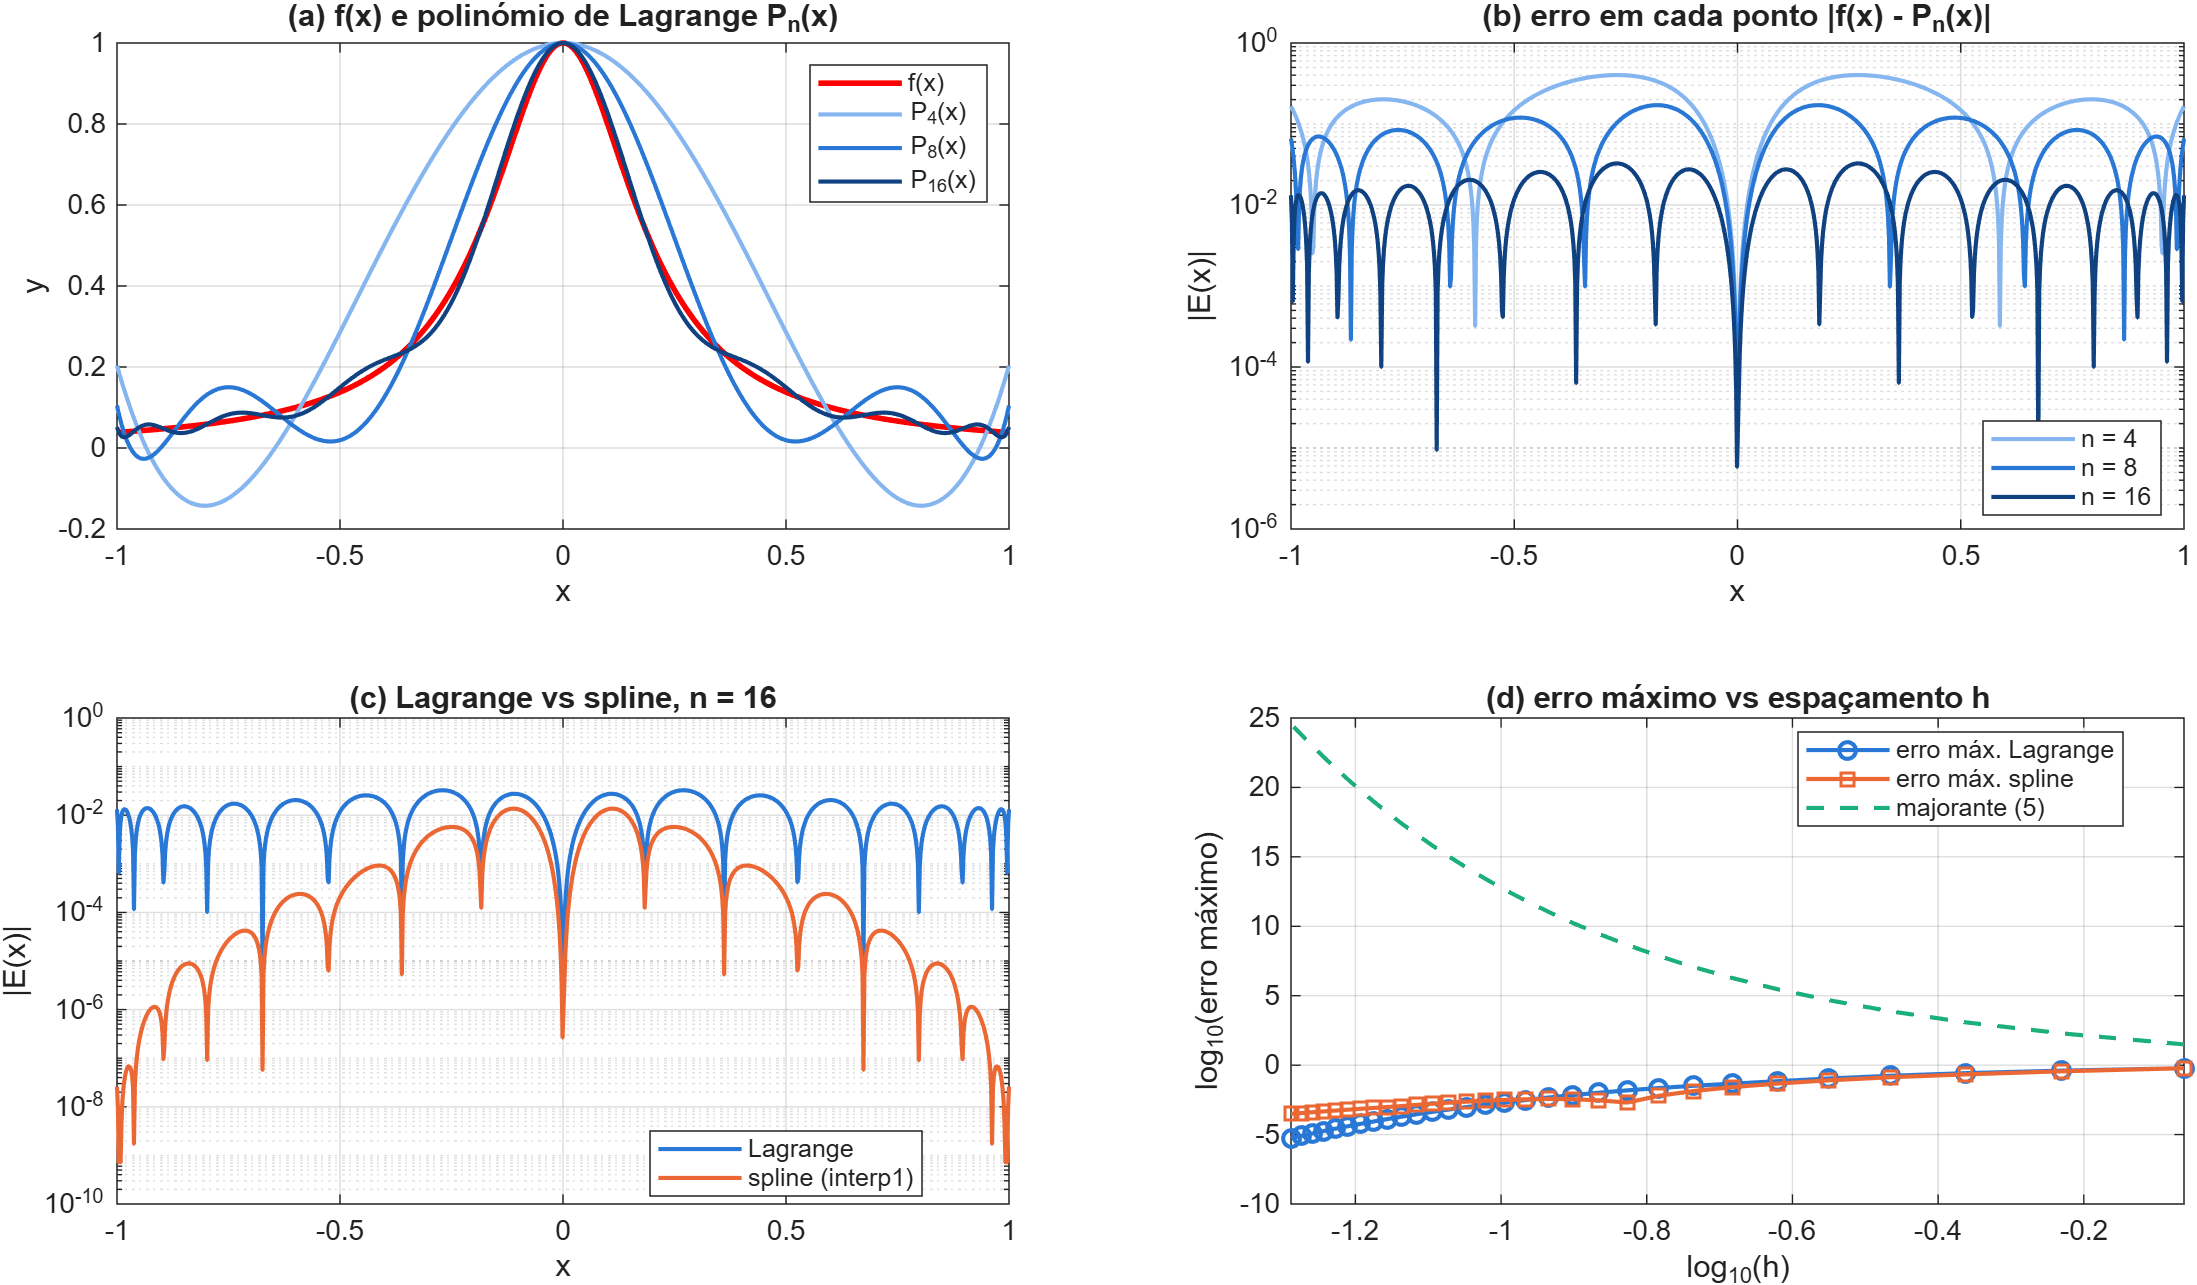 (a) f(x) e polinómio de Lagrange Pₙ(x)
1
0.8
0.6
0.4
0.2
0
-0.2
y
-1
-0.5
0
0.5
1
x
f(x)
P₄(x)
P₈(x)
P₁₆(x)
(b) erro em cada ponto |f(x) - Pₙ(x)|
10⁰
10⁻²
10⁻⁴
10⁻⁶
|E(x)|
-1
-0.5
0
0.5
1
x
n = 4
n = 8
n = 16
(c) Lagrange vs spline, n = 16
10⁰
10⁻²
10⁻⁴
10⁻⁶
10⁻⁸
10⁻¹⁰
|E(x)|
-1
-0.5
0
0.5
1
x
Lagrange
spline (interp1)
(d) erro máximo vs espaçamento h
25
20
15
10
5
0
-5
-10
log₁₀(erro máximo)
-1.2
-1
-0.8
-0.6
-0.4
-0.2
log₁₀(h)
erro máx. Lagrange
erro máx. spline
majorante (5)